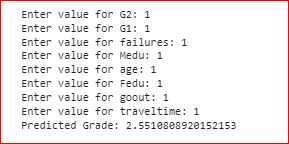 Enter value for G2: 1
Enter value for G1: 1
Enter value for failures: 1
Enter value for Medu: 1
Enter value for age: 1
Enter value for Fedu: 1
Enter value for goout: 1
Enter value for traveltime: 1
Predicted Grade: 2.5510808920152153